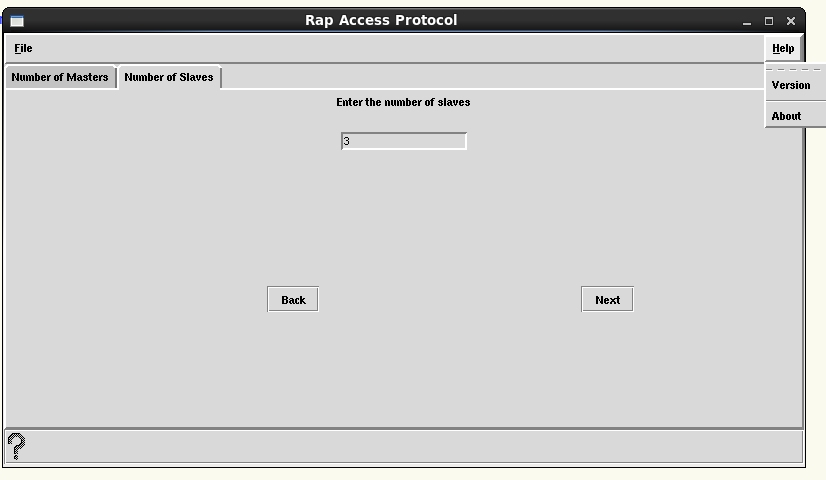 Rap Access Protocol
File
Help
Number of Masters
Number of Slaves
Version
Enter the number of slaves
About
3
Back
Next